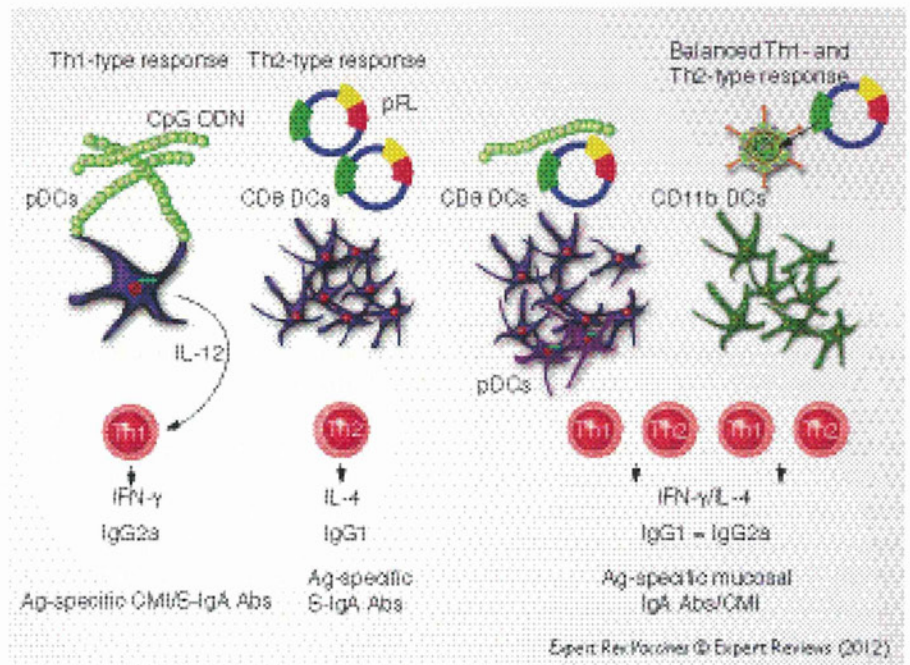 Th1-type response
Th2-type response
Balanced Th1- and
Th2-type response
CpG ODN
pFL
pDCs
CD8 DCs
CD8 DCs
CD11b DCs
IL-12
pDCs
Th1
Th2
Th1
Th2
Th1
Th2
IFN-γ
IL-4
IFN-γ/IL-4
IgG2a
IgG1
IgG1 = IgG2a
Ag-specific CMI/S-IgA Abs
Ag-specific
S-IgA Abs
Ag-specific mucosal
IgA Abs/CMI
Expert Rev. Vaccines © Expert Reviews (2012)